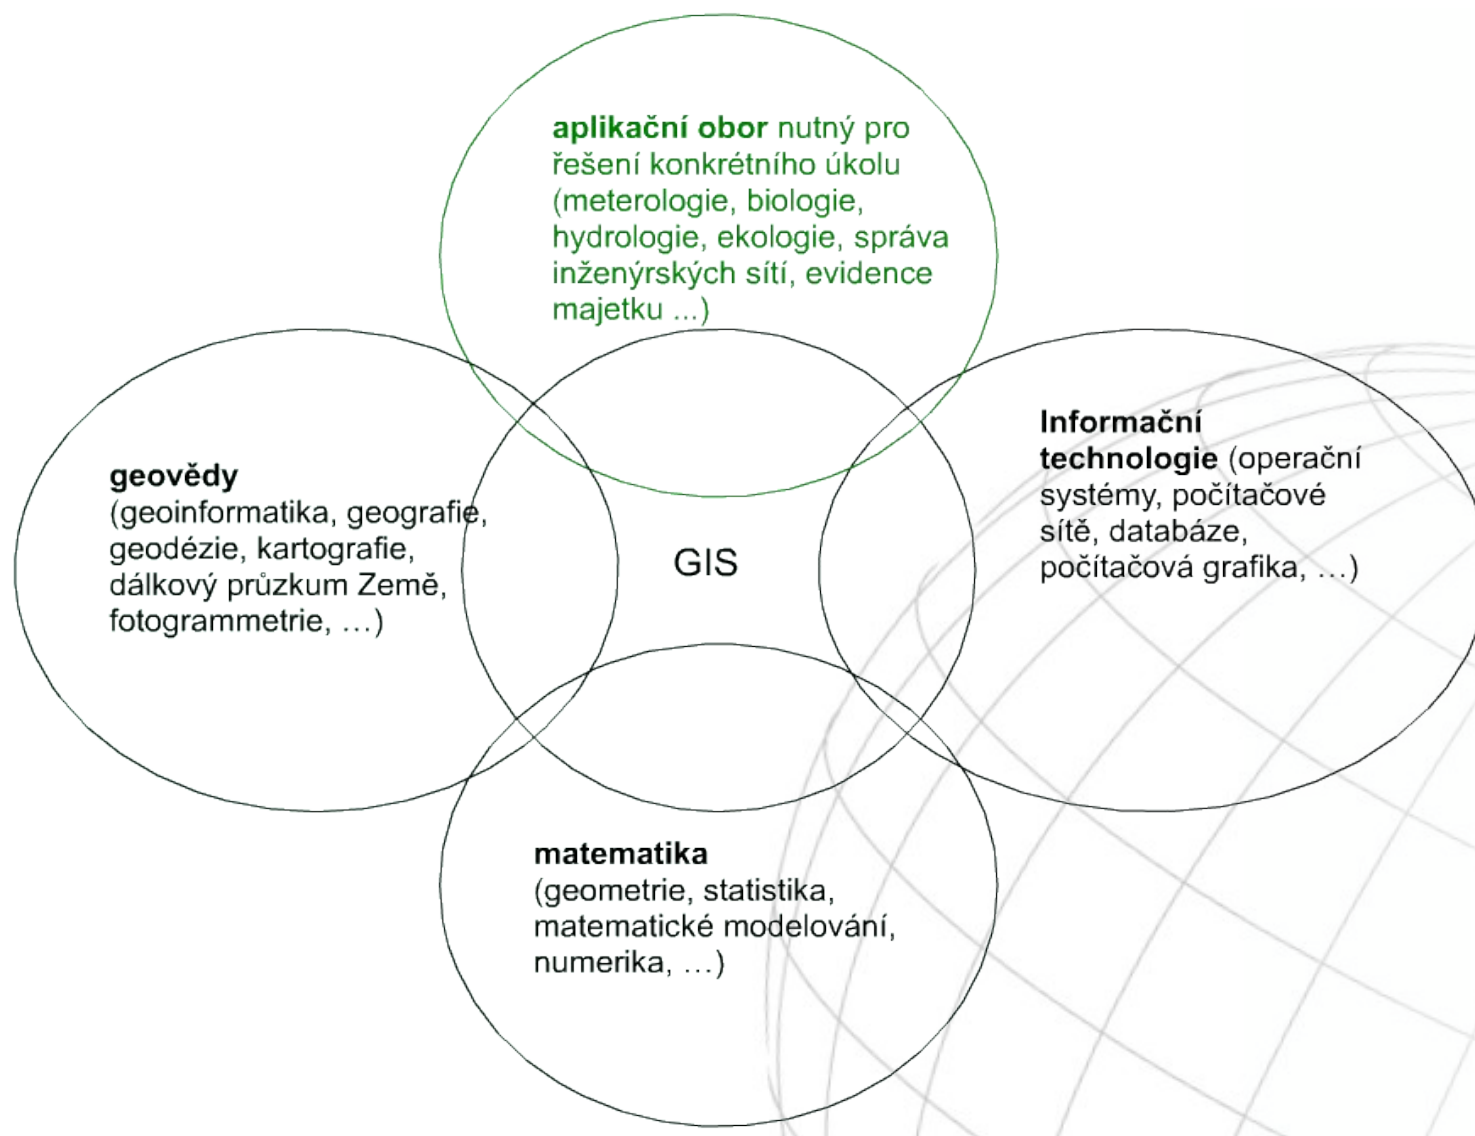 aplikační obor nutný pro
řešení konkrétního úkolu
(meterologie, biologie,
hydrologie, ekologie, správa
inženýrských sítí, evidence
majetku ...)
geovědy
(geoinformatika, geografie,
geodézie, kartografie,
dálkový průzkum Země,
fotogrammetrie, …)
GIS
Informační
technologie (operační
systémy, počítačové
sítě, databáze,
počítačová grafika, …)
matematika
(geometrie, statistika,
matematické modelování,
numerika, …)